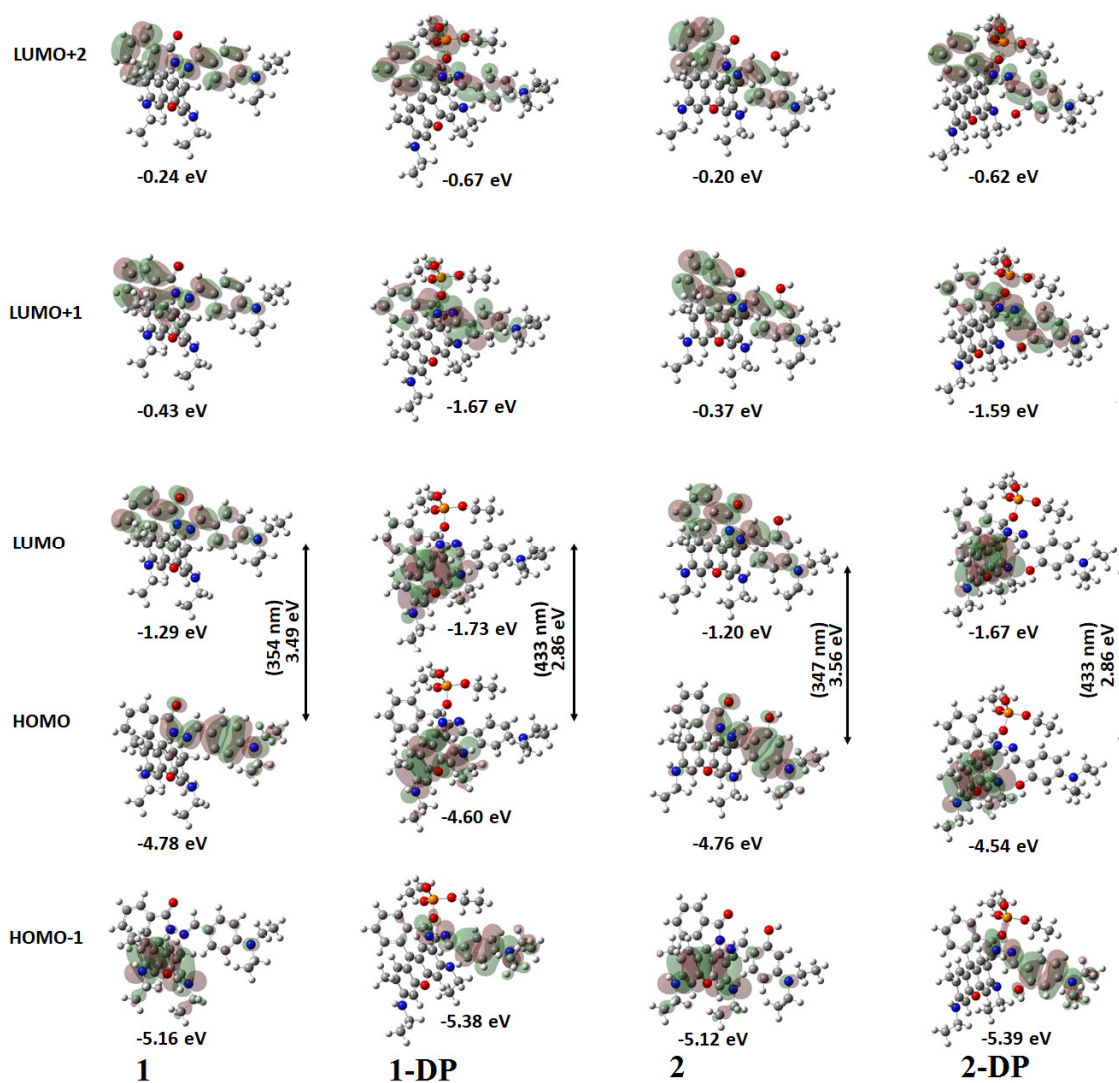 LUMO+2
-0.24 eV
-0.67 eV
-0.20 eV
-0.62 eV
LUMO+1
-0.43 eV
-1.67 eV
-0.37 eV
-1.59 eV
LUMO
-1.29 eV
-1.73 eV
-1.20 eV
-1.67 eV
(354 nm)
3.49 eV
(433 nm)
2.86 eV
(347 nm)
3.56 eV
(433 nm)
2.86 eV
HOMO
-4.78 eV
-4.60 eV
-4.76 eV
-4.54 eV
HOMO-1
-5.16 eV
-5.38 eV
-5.12 eV
-5.39 eV
1
1-DP
2
2-DP